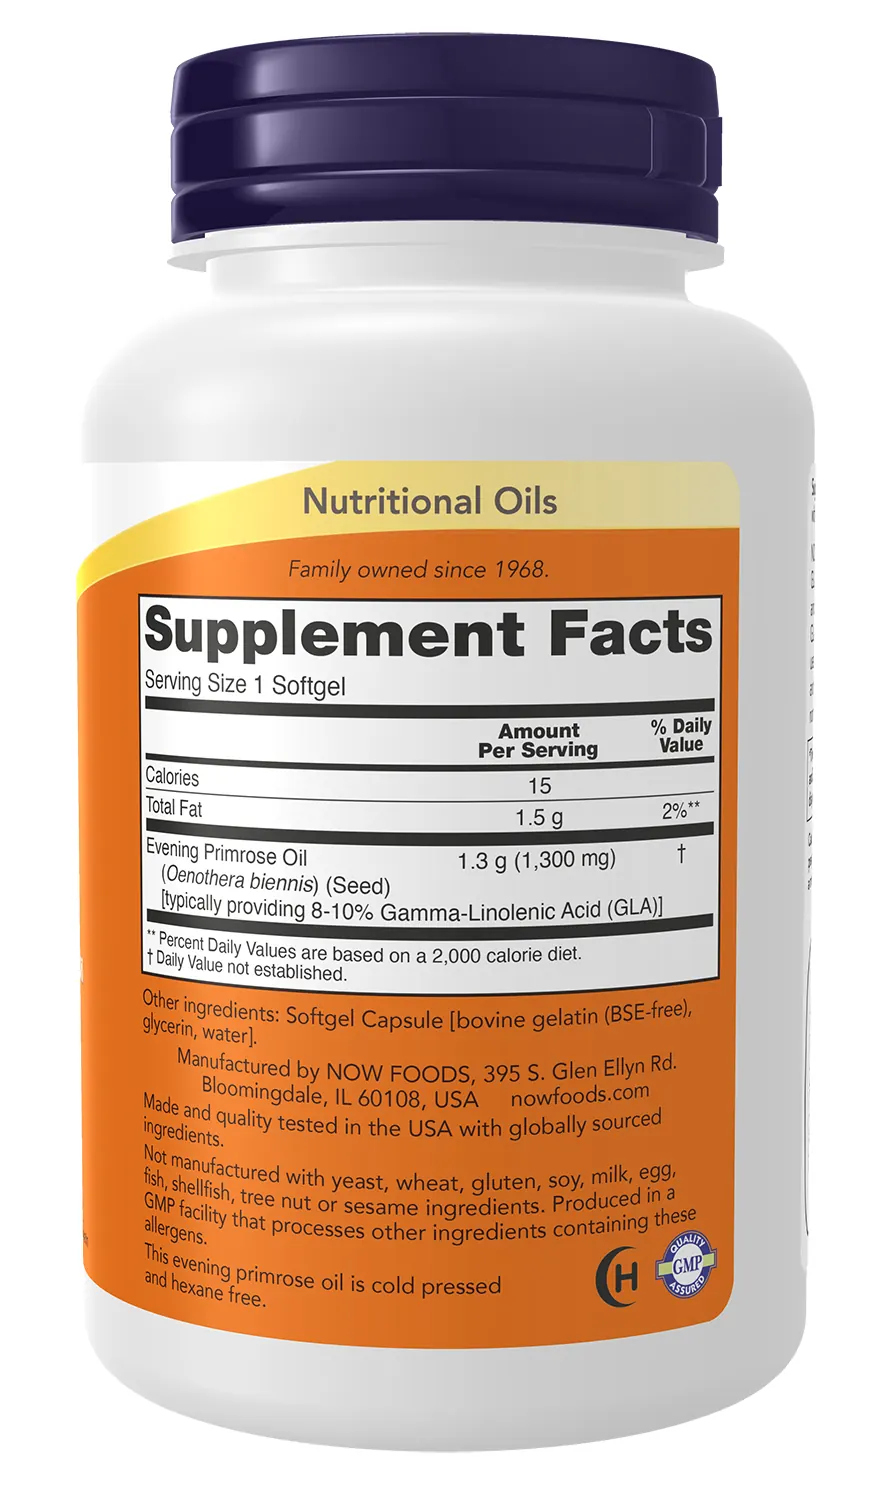 Nutritional Oils
Family owned since 1968.
Supplement Facts
Serving Size 1 Softgel
Amount Per Serving
% Daily Value
Calories 15
Total Fat 1.5 g 2%**
Evening Primrose Oil 1.3 g (1,300 mg) †
(Oenothera biennis) (Seed)
[typically providing 8-10% Gamma-Linolenic Acid (GLA)]
** Percent Daily Values are based on a 2,000 calorie diet.
† Daily Value not established.
Other ingredients: Softgel Capsule [bovine gelatin (BSE-free),
glycerin, water].
Manufactured by NOW FOODS, 395 S. Glen Ellyn Rd.
Bloomingdale, IL 60108, USA nowfoods.com
Made and quality tested in the USA with globally sourced
ingredients.
Not manufactured with yeast, wheat, gluten, soy, milk, egg,
fish, shellfish, tree nut or sesame ingredients. Produced in a
GMP facility that processes other ingredients containing these
allergens.
This evening primrose oil is cold pressed
and hexane free.
H
QUALITY
GMP
ASSURED